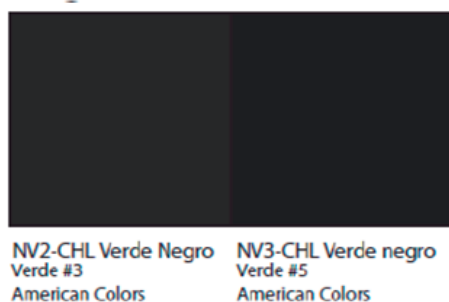 NV2-CHL Verde Negro
Verde #3
American Colors
NV3-CHL Verde negro
Verde #5
American Colors